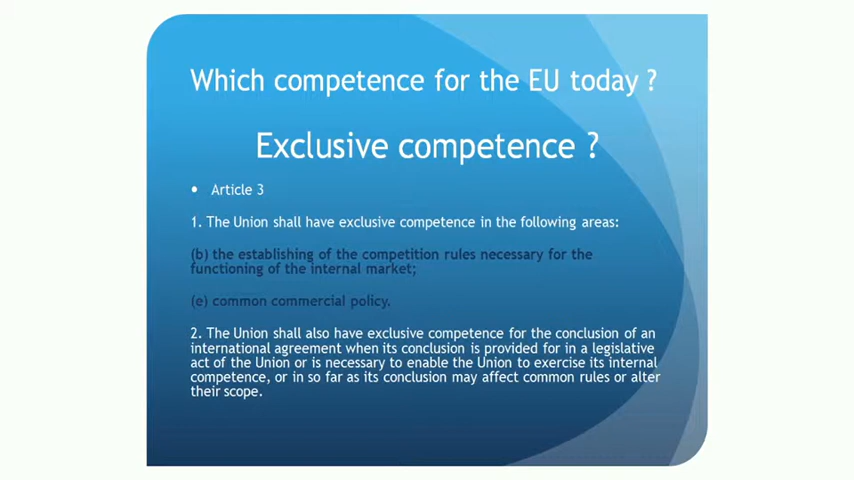 Which competence for the EU today ?
Exclusive competence ?
• Article 3
1. The Union shall have exclusive competence in the following areas:
(b) the establishing of the competition rules necessary for the
functioning of the internal market;
(e) common commercial policy.
2. The Union shall also have exclusive competence for the conclusion of an
international agreement when its conclusion is provided for in a legislative
act of the Union or is necessary to enable the Union to exercise its internal
competence, or in so far as its conclusion may affect common rules or alter
their scope.